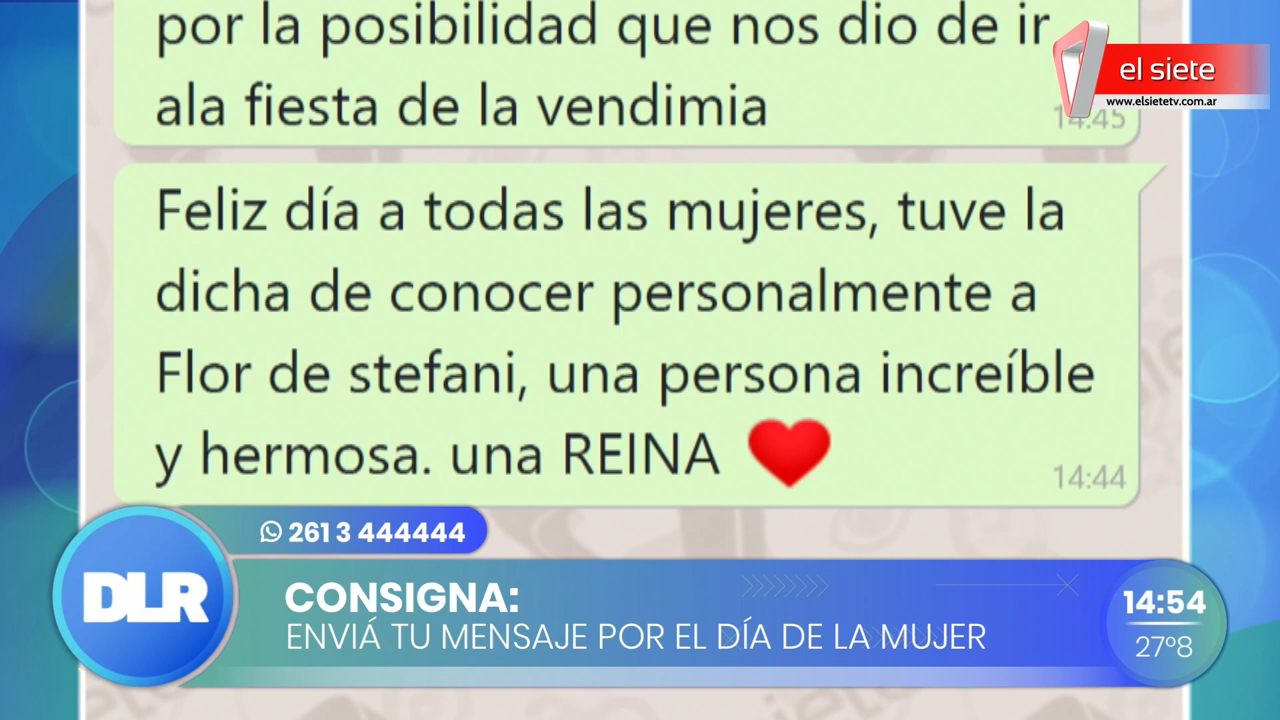 por la posibilidad que nos dio de ir
ala fiesta de la vendimia
14:45
el siete
www.elsietetv.com.ar
Feliz día a todas las mujeres, tuve la
dicha de conocer personalmente a
Flor de stefani, una persona increíble
y hermosa. una REINA ❤️
14:44
261 3 444444
DLR
CONSIGNA:
ENVIÁ TU MENSAJE POR EL DÍA DE LA MUJER
14:54
27º8